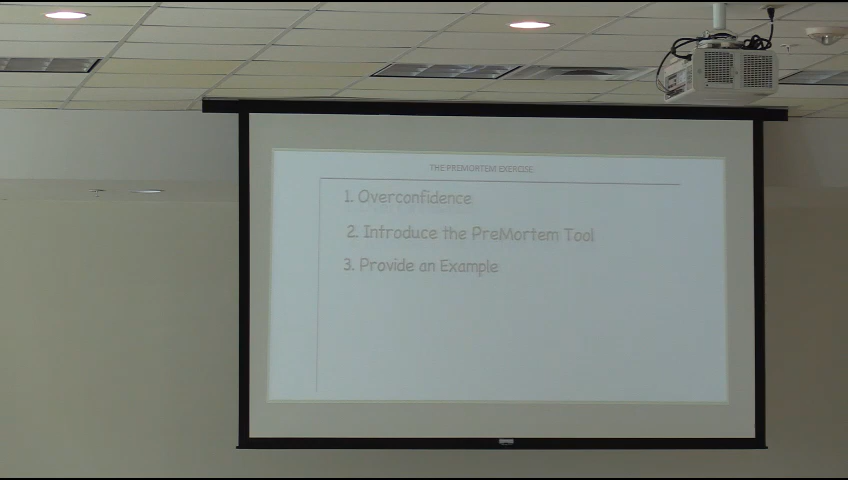 THE PREMORTEM EXERCISE
1. Overconfidence
2. Introduce the PreMortem Tool
3. Provide an Example